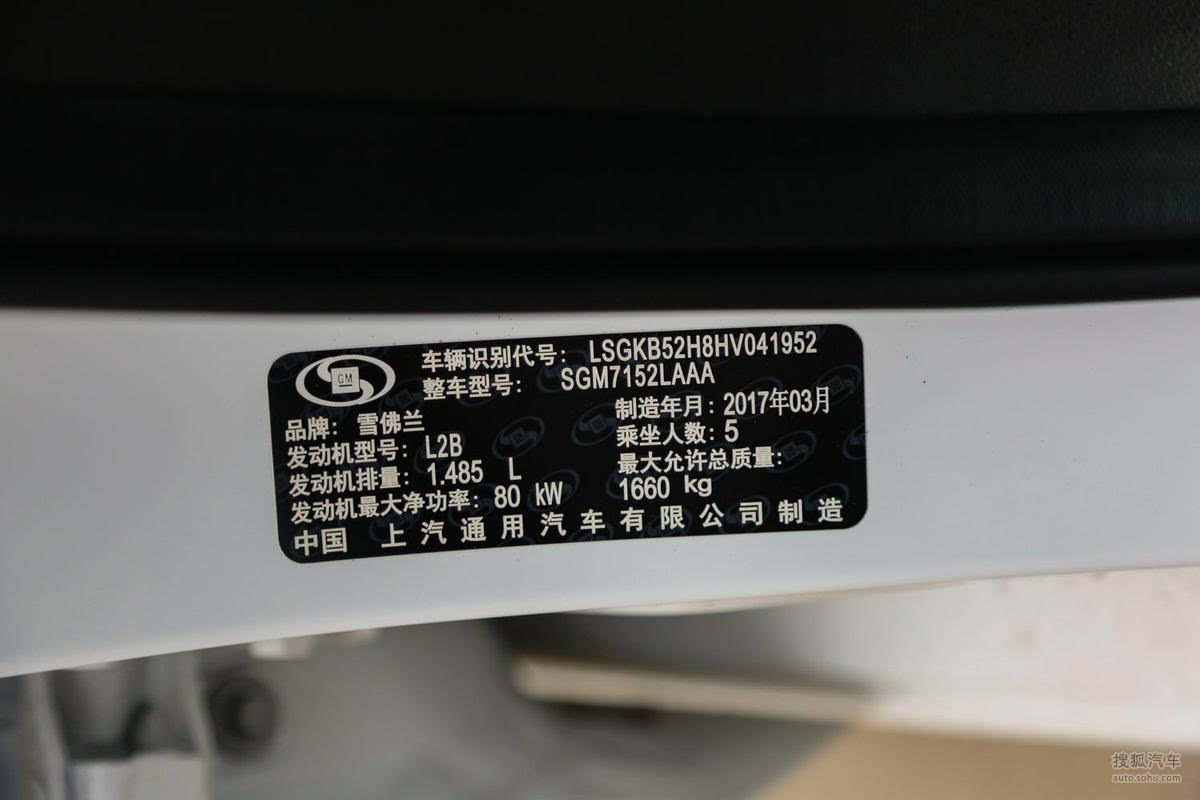 GM
车辆识别代号: LSGKB52H8HV041952
整车型号: SGM7152LAAA
品牌: 雪佛兰
制造年月: 2017年03月
发动机型号: L2B
乘坐人数: 5
发动机排量: 1.485 L
最大允许总质量:
1660 kg
发动机最大净功率: 80 kW
中国 上汽通用汽车有限公司制造
搜狐汽车
auto.sohu.com